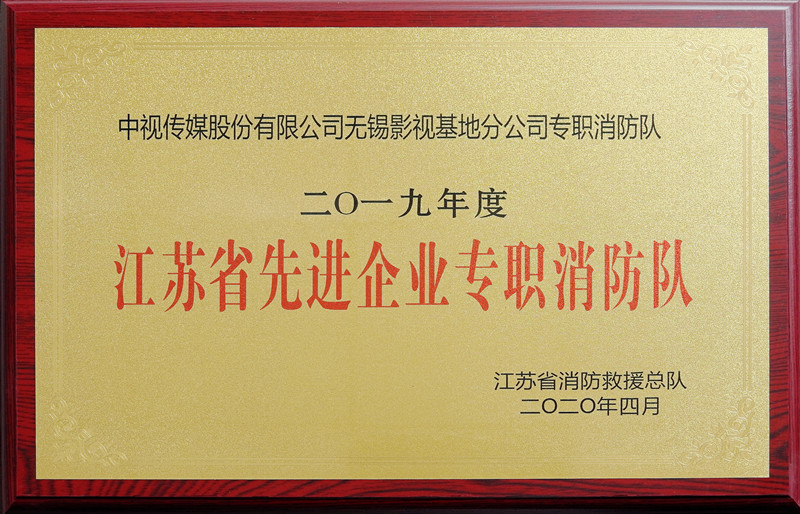 中视传媒股份有限公司无锡影视基地分公司专职消防队
二〇一九年度
江苏省先进企业专职消防队
江苏省消防救援总队
二〇二〇年四月